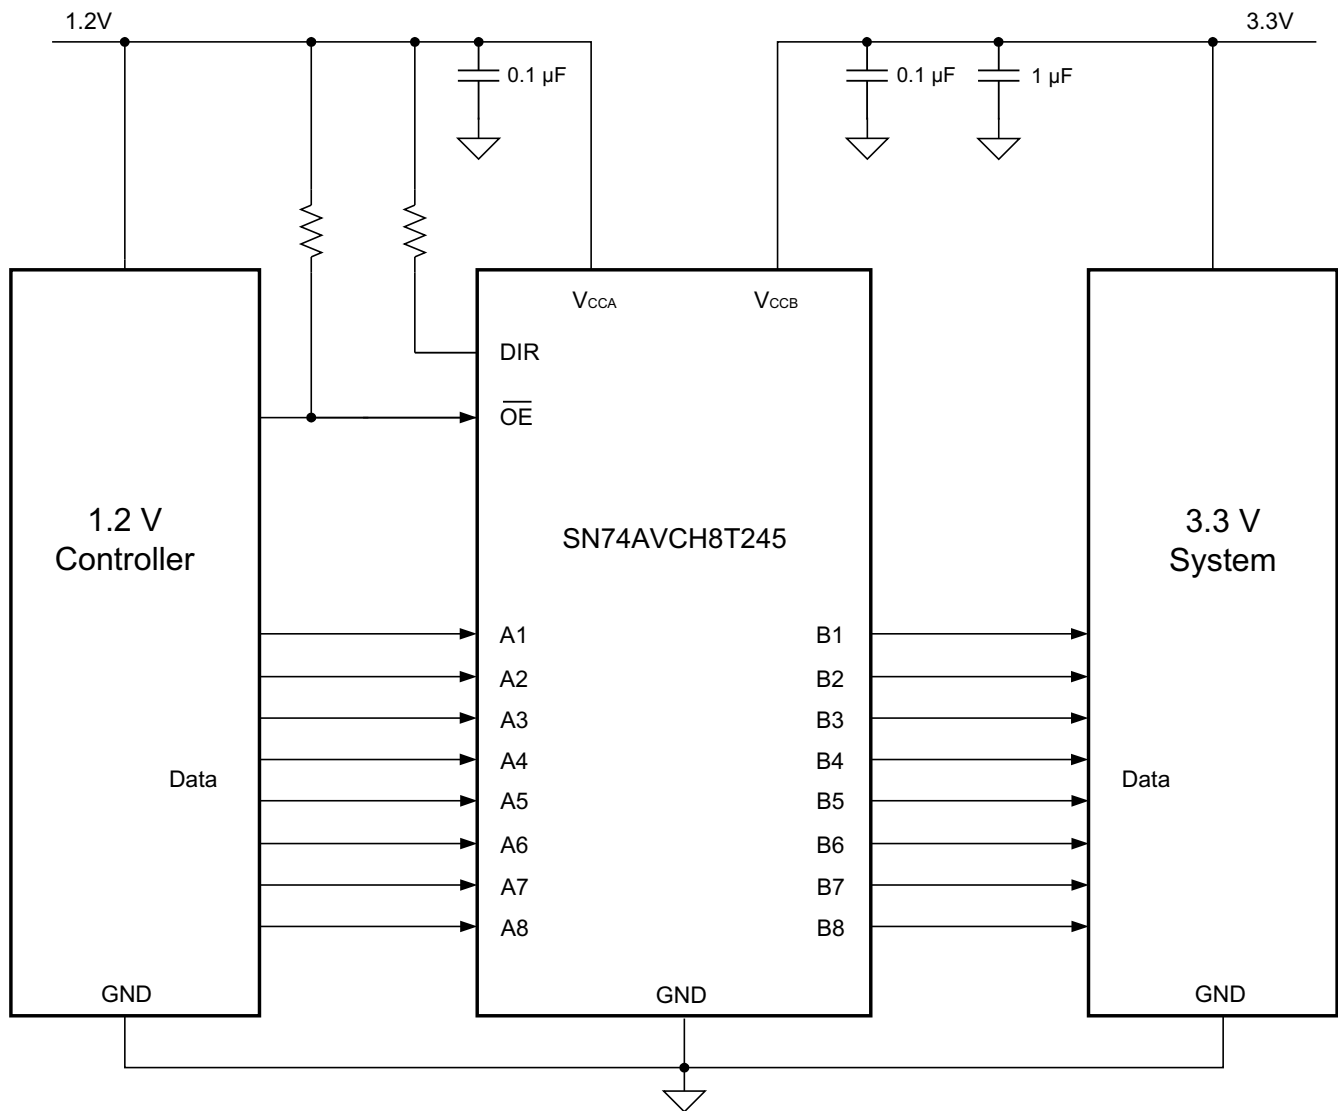 1.2V
3.3V
0.1 µF
0.1 µF
1 µF
VCCA
VCCB
DIR
OE
1.2 V
Controller
SN74AVCH8T245
3.3 V
System
A1
B1
A2
B2
A3
B3
A4
B4
Data
Data
A5
B5
A6
B6
A7
B7
A8
B8
GND
GND
GND